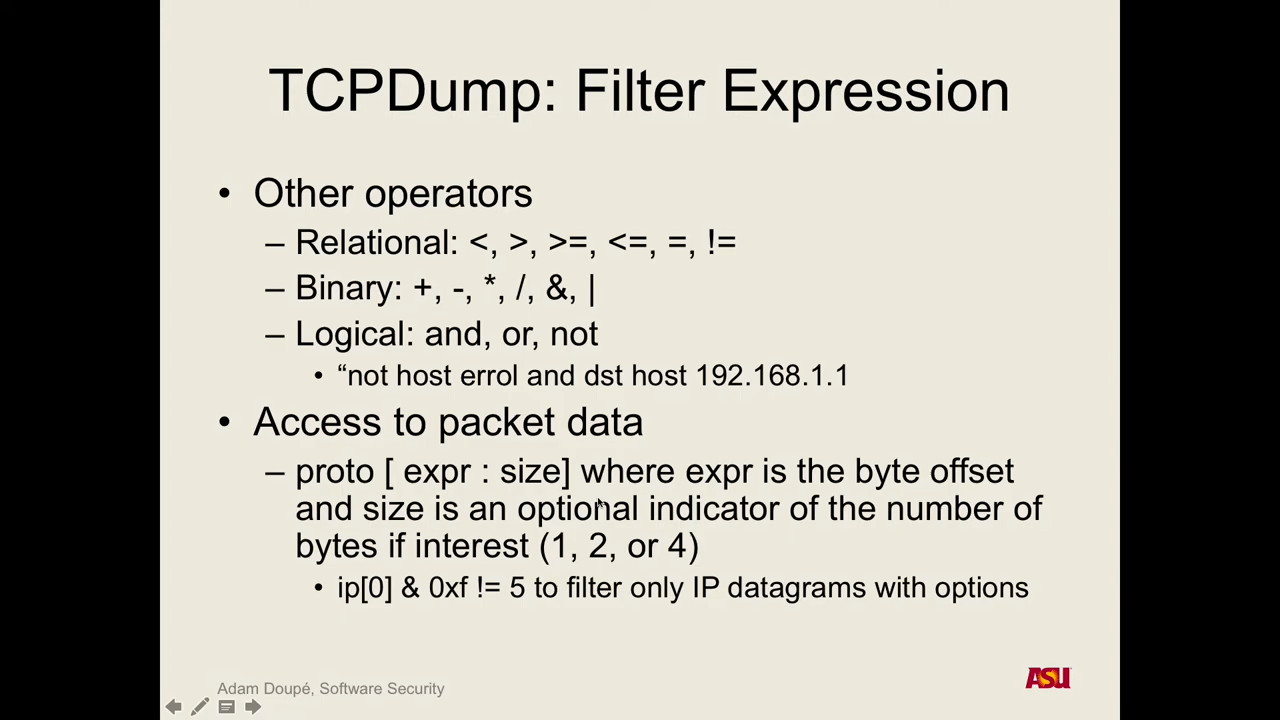 TCPDump: Filter Expression
• Other operators
– Relational: <, >, >=, <=, =, !=
– Binary: +, -, *, /, &, |
– Logical: and, or, not
• “not host errol and dst host 192.168.1.1
• Access to packet data
– proto [ expr : size] where expr is the byte offset
and size is an optional indicator of the number of
bytes if interest (1, 2, or 4)
• ip[0] & 0xf != 5 to filter only IP datagrams with options
Adam Doupé, Software Security
ASU